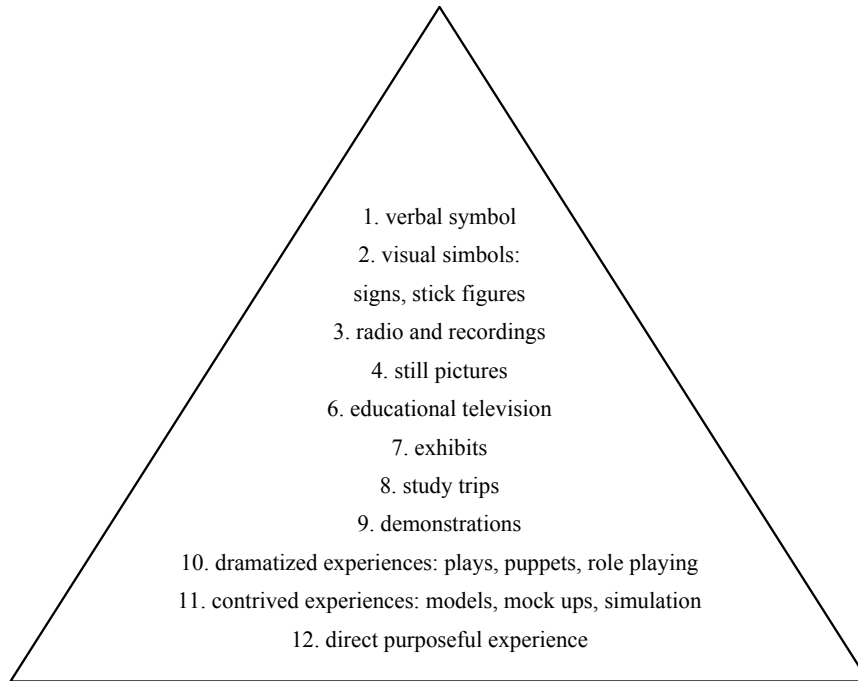 1. verbal symbol
2. visual simbols:
signs, stick figures
3. radio and recordings
4. still pictures
6. educational television
7. exhibits
8. study trips
9. demonstrations
10. dramatized experiences: plays, puppets, role playing
11. contrived experiences: models, mock ups, simulation
12. direct purposeful experience